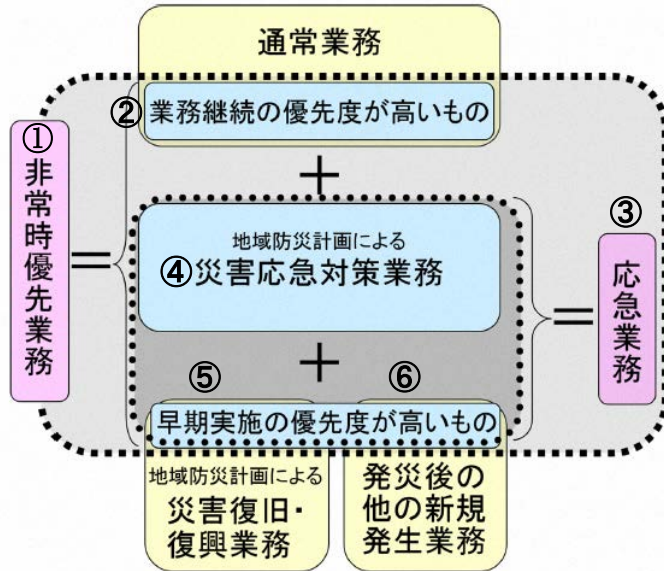 通常業務
②業務継続の優先度が高いもの
①非常時優先業務
＝
＋
地域防災計画による
④災害応急対策業務
＝
③応急業務
＋
⑤
⑥
早期実施の優先度が高いもの
地域防災計画による
災害復旧・
復興業務
発災後の
他の新規
発生業務